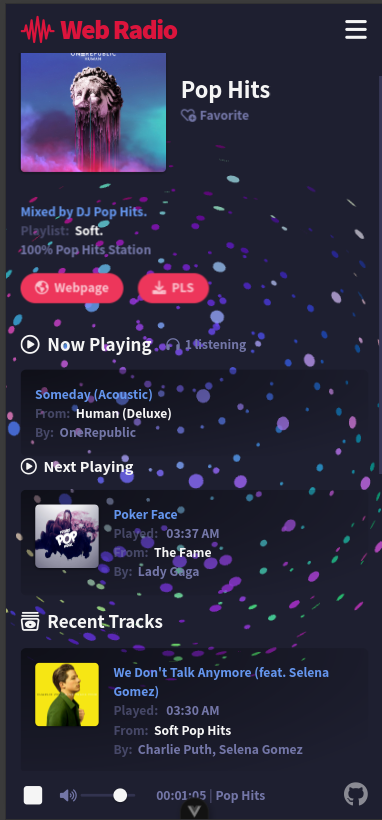 Web Radio
ONEREPUBLIC
HUMAN
Pop Hits
Favorite
Mixed by DJ Pop Hits.
Playlist: Soft.
100% Pop Hits Station
Webpage
PLS
Now Playing
1 listening
Someday (Acoustic)
From: Human (Deluxe)
By: OneRepublic
Next Playing
POP
Poker Face
Played: 03:37 AM
From: The Fame
By: Lady Gaga
Recent Tracks
We Don't Talk Anymore (feat. Selena
Gomez)
Played: 03:30 AM
From: Soft Pop Hits
By: Charlie Puth, Selena Gomez
00:01:05 | Pop Hits